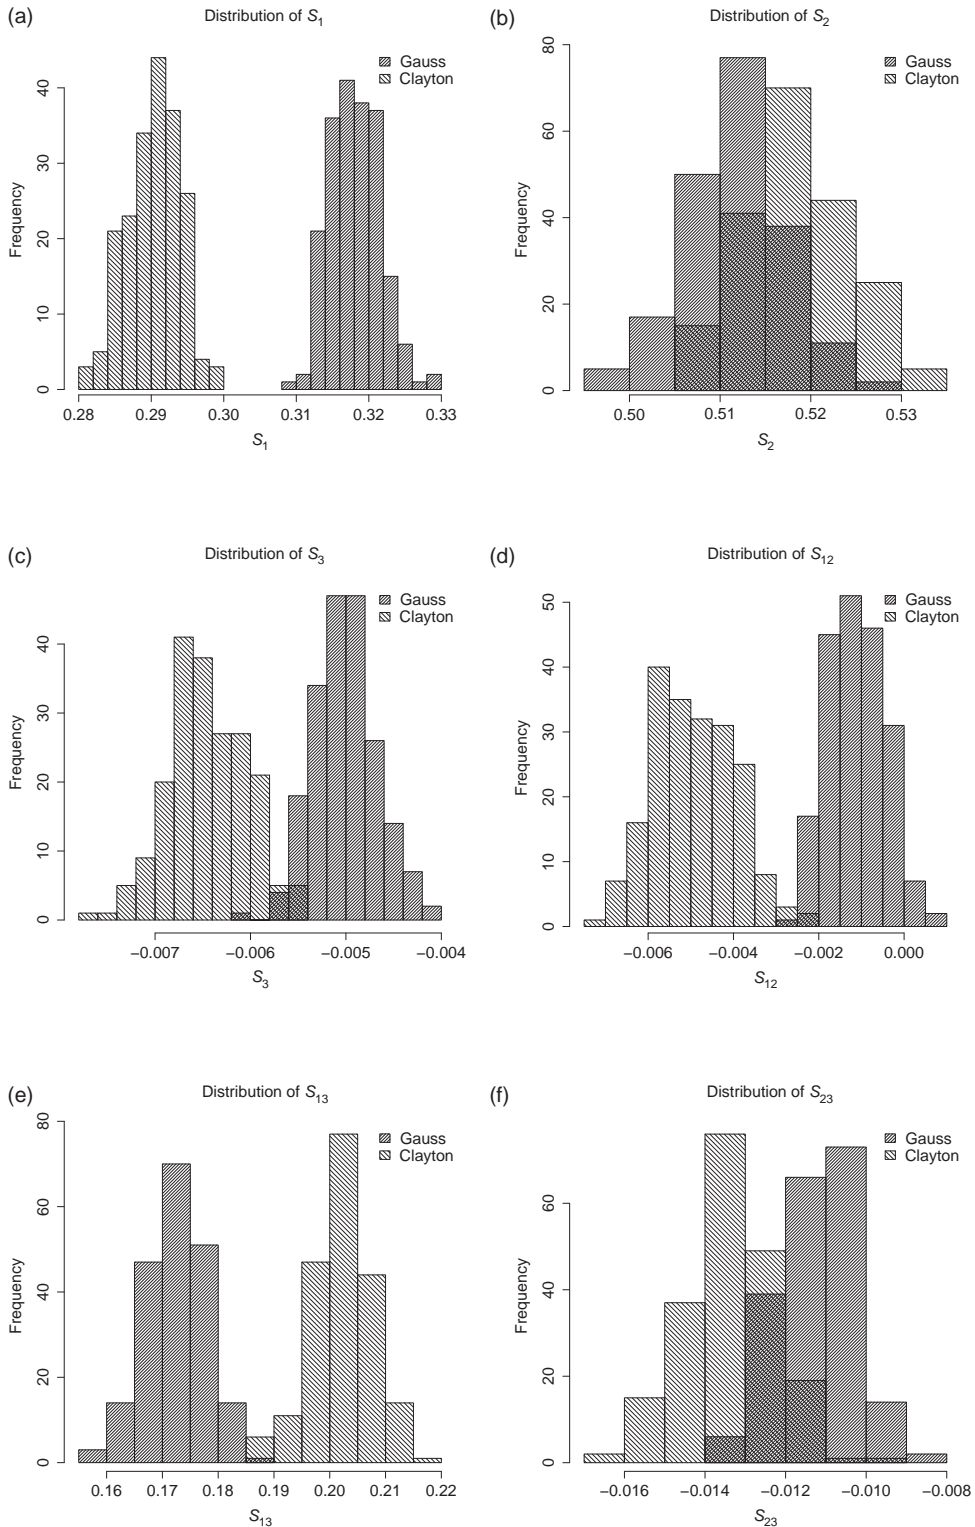 (a)
Distribution of S1
Gauss
Clayton
Frequency
0
10
20
30
40
0.28 0.29 0.30 0.31 0.32 0.33
S1
(b)
Distribution of S2
Gauss
Clayton
Frequency
0
20
40
60
80
0.50 0.51 0.52 0.53
S2
(c)
Distribution of S3
Gauss
Clayton
Frequency
0
10
20
30
40
−0.007 −0.006 −0.005 −0.004
S3
(d)
Distribution of S12
Gauss
Clayton
Frequency
0
10
20
30
40
50
−0.006 −0.004 −0.002 0.000
S12
(e)
Distribution of S13
Gauss
Clayton
Frequency
0
20
40
60
80
0.16 0.17 0.18 0.19 0.20 0.21 0.22
S13
(f)
Distribution of S23
Gauss
Clayton
Frequency
0
20
40
60
−0.016 −0.014 −0.012 −0.010 −0.008
S23